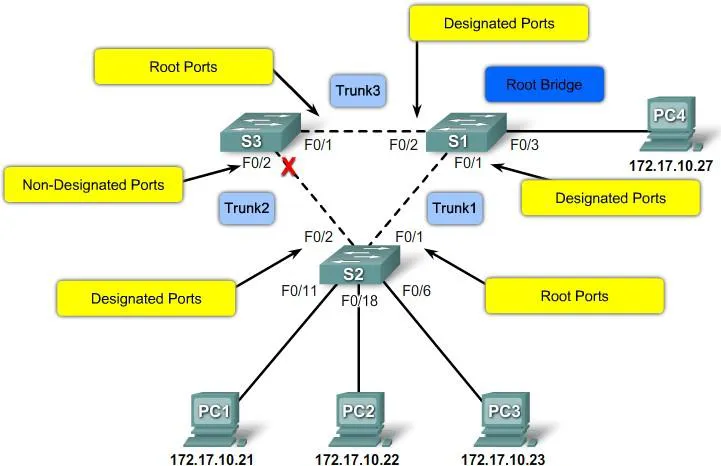 Designated Ports
Root Ports
Trunk3
Root Bridge
S3
F0/1
F0/2
S1
F0/3
PC4
F0/2
F0/1
172.17.10.27
X
Non-Designated Ports
Designated Ports
Trunk2
Trunk1
F0/2
F0/1
S2
Designated Ports
Root Ports
F0/11
F0/18
F0/6
PC1
PC2
PC3
172.17.10.21
172.17.10.22
172.17.10.23